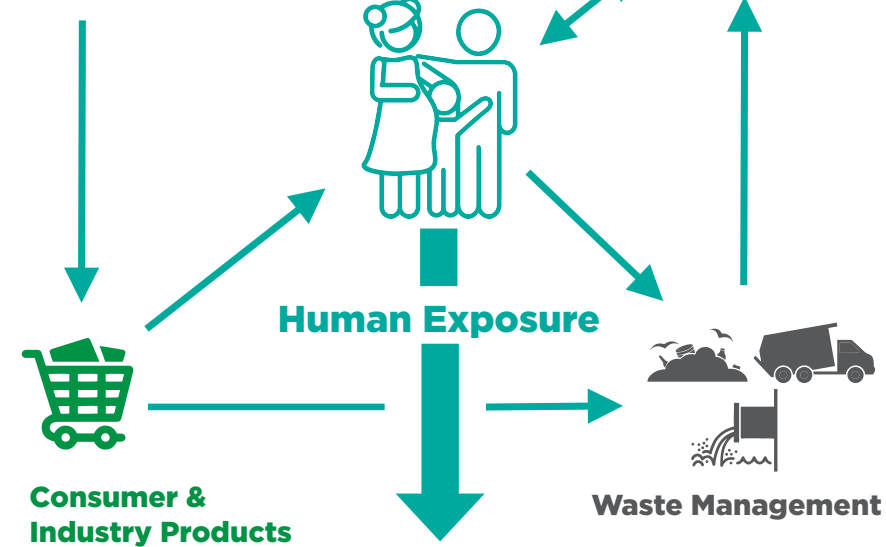 Human Exposure
Consumer &
Industry Products
Waste Management